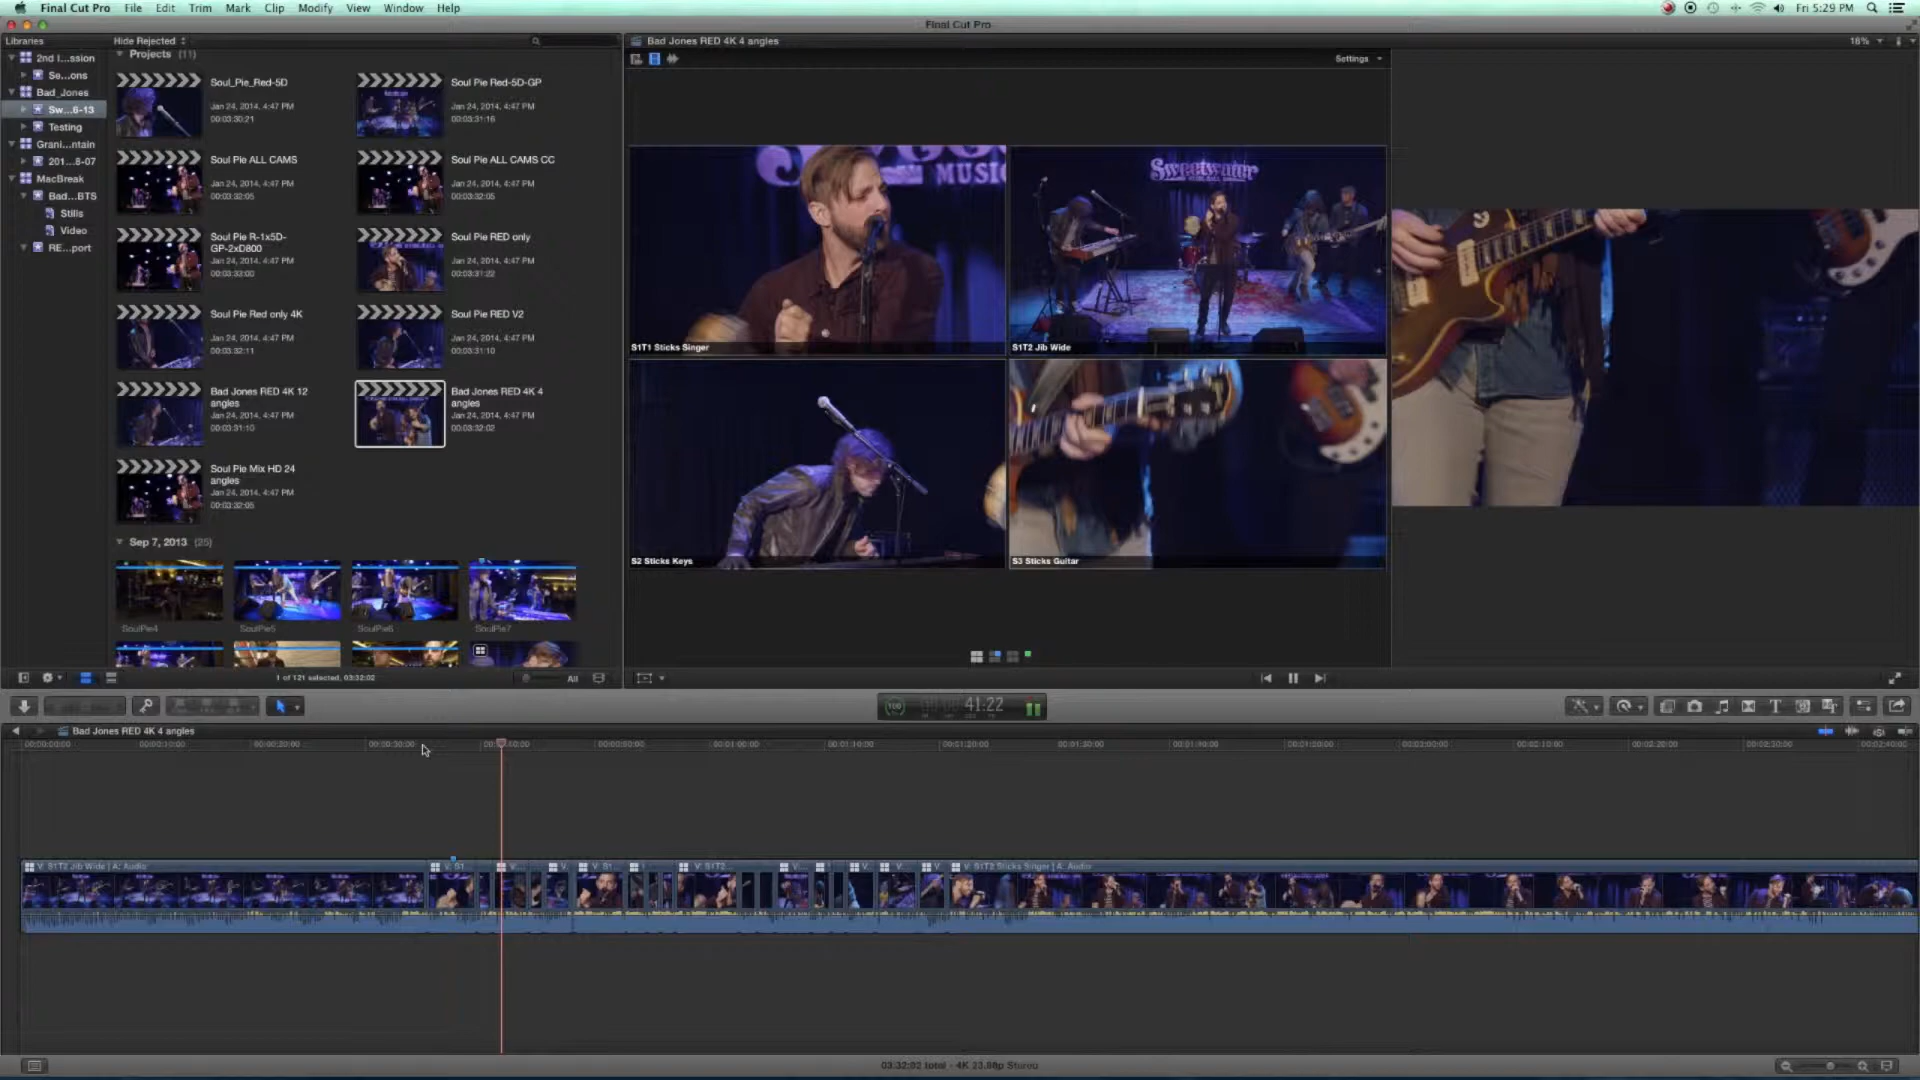 Final Cut Pro File Edit Trim Mark Clip Modify View Window Help Fri 5:29 PM
Final Cut Pro
Libraries Hide Rejected Bad Jones RED 4K 4 angles 18%
Projects (11)
Settings
2nd I...ssion
Se...ons
Bad_Jones
Sw...6-13
Testing
Grani...ntain
201...8-07
MacBreak
Bad...BTS
Stills
Video
RE...port
Soul_Pie_Red-5D
Jan 24, 2014, 4:47 PM
00:03:30:21
Soul Pie Red-5D-GP
Jan 24, 2014, 4:47 PM
00:03:31:16
Soul Pie ALL CAMS
Jan 24, 2014, 4:47 PM
00:03:32:05
Soul Pie ALL CAMS CC
Jan 24, 2014, 4:47 PM
00:03:32:05
Soul Pie R-1x5D-
GP-2xD800
Jan 24, 2014, 4:47 PM
00:03:33:00
Soul Pie RED only
Jan 24, 2014, 4:47 PM
00:03:31:22
Soul Pie Red only 4K
Jan 24, 2014, 4:47 PM
00:03:32:11
Soul Pie RED V2
Jan 24, 2014, 4:47 PM
00:03:31:10
Bad Jones RED 4K 12
angles
Jan 24, 2014, 4:47 PM
00:03:31:10
Bad Jones RED 4K 4
angles
Jan 24, 2014, 4:47 PM
00:03:32:02
Soul Pie Mix HD 24
angles
Jan 24, 2014, 4:47 PM
00:03:32:05
Sep 7, 2013 (25)
SoulPie4 SoulPie5 SoulPie6 SoulPie7
MUSIC
Sweetwater
S1T1 Sticks Singer
S1T2 Jib Wide
S2 Sticks Keys
S3 Sticks Guitar
1 of 121 selected, 03:32:02 All
100 41:22
Bad Jones RED 4K 4 angles
00:00:00:00 00:00:10:00 00:00:20:00 00:00:30:00 00:00:50:00 00:01:00:00 00:01:10:00 00:01:20:00 00:01:30:00 00:01:40:00 00:01:50:00 00:02:00:00 00:02:10:00 00:02:20:00 00:02:30:00 00:02:40:00
V: S1T2 Jib Wide | A: Audio V: S1 V... V. V: S1... V: S1T2... V... V. V... V V: S1T2 Sticks Singer | A: Audio
03:32:02 total - 4K 23.98p Stereo